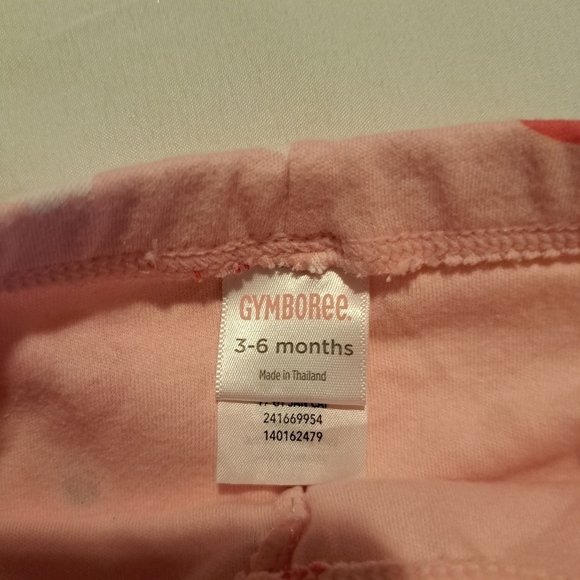 GYMBOREE
3-6 months
Made in Thailand
241669954
140162479